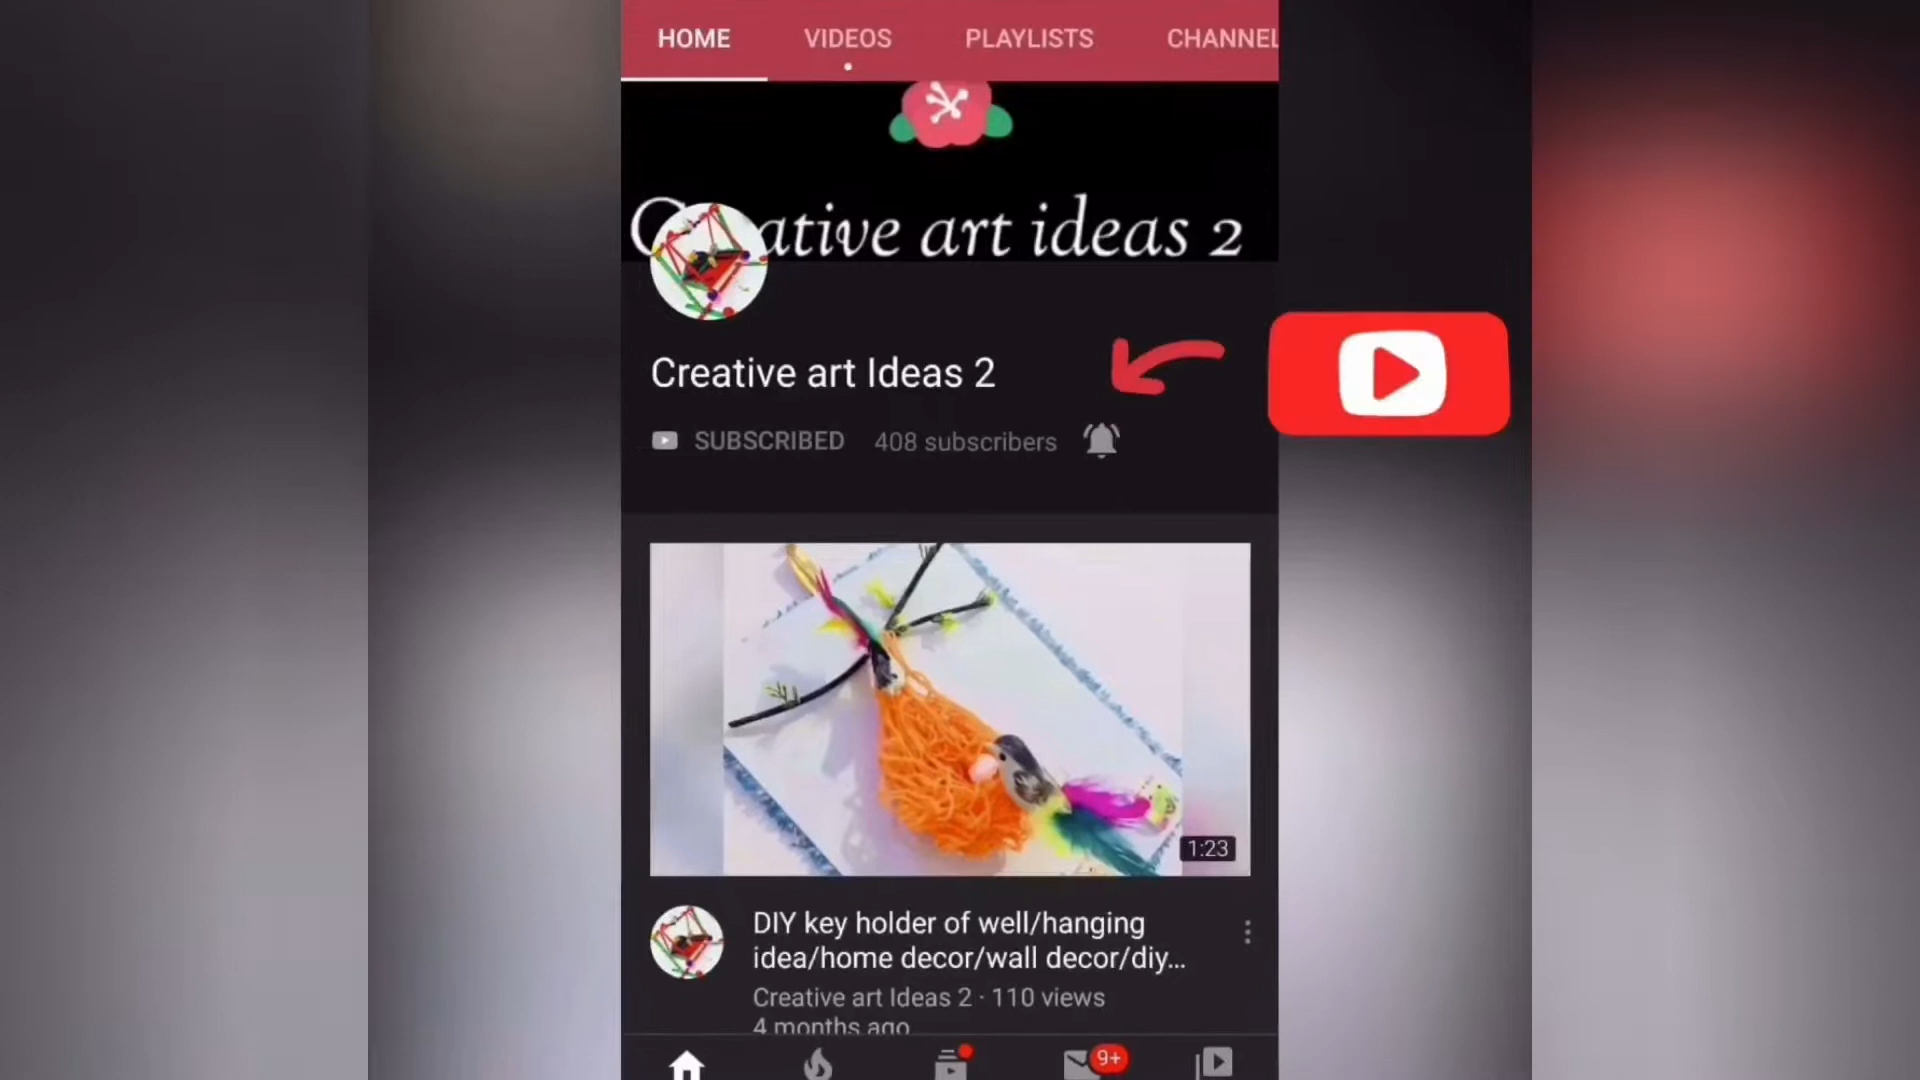 HOME VIDEOS PLAYLISTS CHANNEL
ative art ideas 2
Creative art Ideas 2
SUBSCRIBED 408 subscribers
1:23
DIY key holder of well/hanging
idea/home decor/wall decor/diy...
Creative art Ideas 2 · 110 views
4 months ago
9+